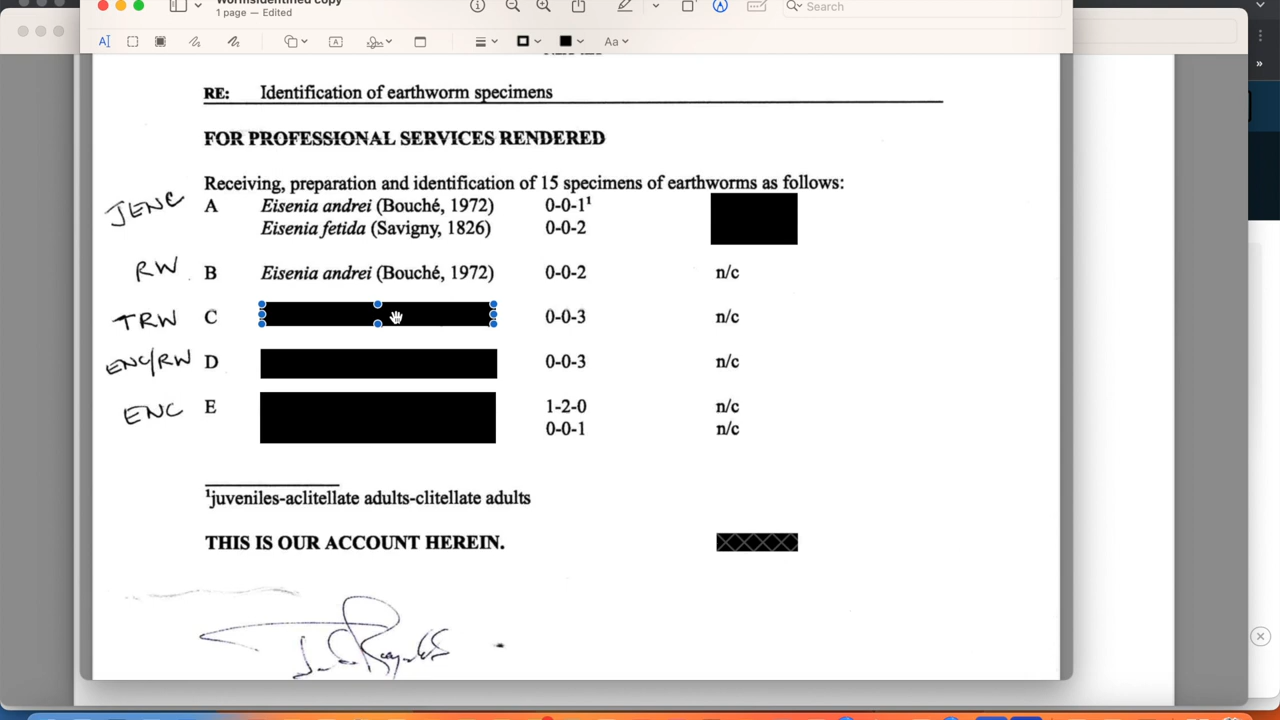 Wormsidentified copy
1 page — Edited
Search
Aa
RE: Identification of earthworm specimens
FOR PROFESSIONAL SERVICES RENDERED
Receiving, preparation and identification of 15 specimens of earthworms as follows:
JENC A Eisenia andrei (Bouché, 1972) 0-0-1¹
Eisenia fetida (Savigny, 1826) 0-0-2
RW B Eisenia andrei (Bouché, 1972) 0-0-2 n/c
TRW C 0-0-3 n/c
ENC/RW D 0-0-3 n/c
ENC E 1-2-0 n/c
0-0-1 n/c
¹juveniles-aclitellate adults-clitellate adults
THIS IS OUR ACCOUNT HEREIN.